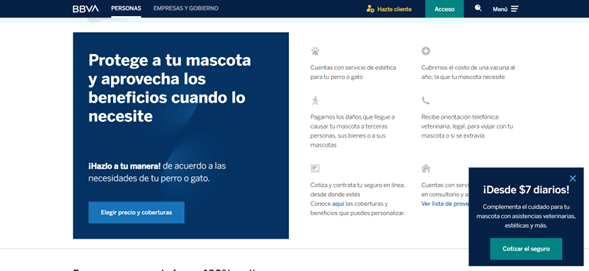 BBVA
PERSONAS
EMPRESAS Y GOBIERNO
Hazte cliente
Acceso
Menú
Protege a tu mascota
y aprovecha los
beneficios cuando lo
necesite
¡Hazlo a tu manera! de acuerdo a las
necesidades de tu perro o gato.
Elegir precio y coberturas
Cuentas con servicio de estética
para tu perro o gato
Cubrimos el costo de una vacuna al
año; la que tu mascota necesite
Pagamos los daños que llegue a
causar tu mascota a terceras
personas, sus bienes o a sus
mascotas
Recibe orientación telefónica:
veterinaria, legal, para viajar con tu
mascota o si se extravía
Cotiza y contrata tu seguro en línea,
desde donde estés
Conoce aquí las coberturas y
beneficios que puedes personalizar.
Cuentas con
en consultorio y a
Ver lista de prove
¡Desde $7 diarios!
Complementa el cuidado para tu
mascota con asistencias veterinarias,
estéticas y más.
Cotizar el seguro